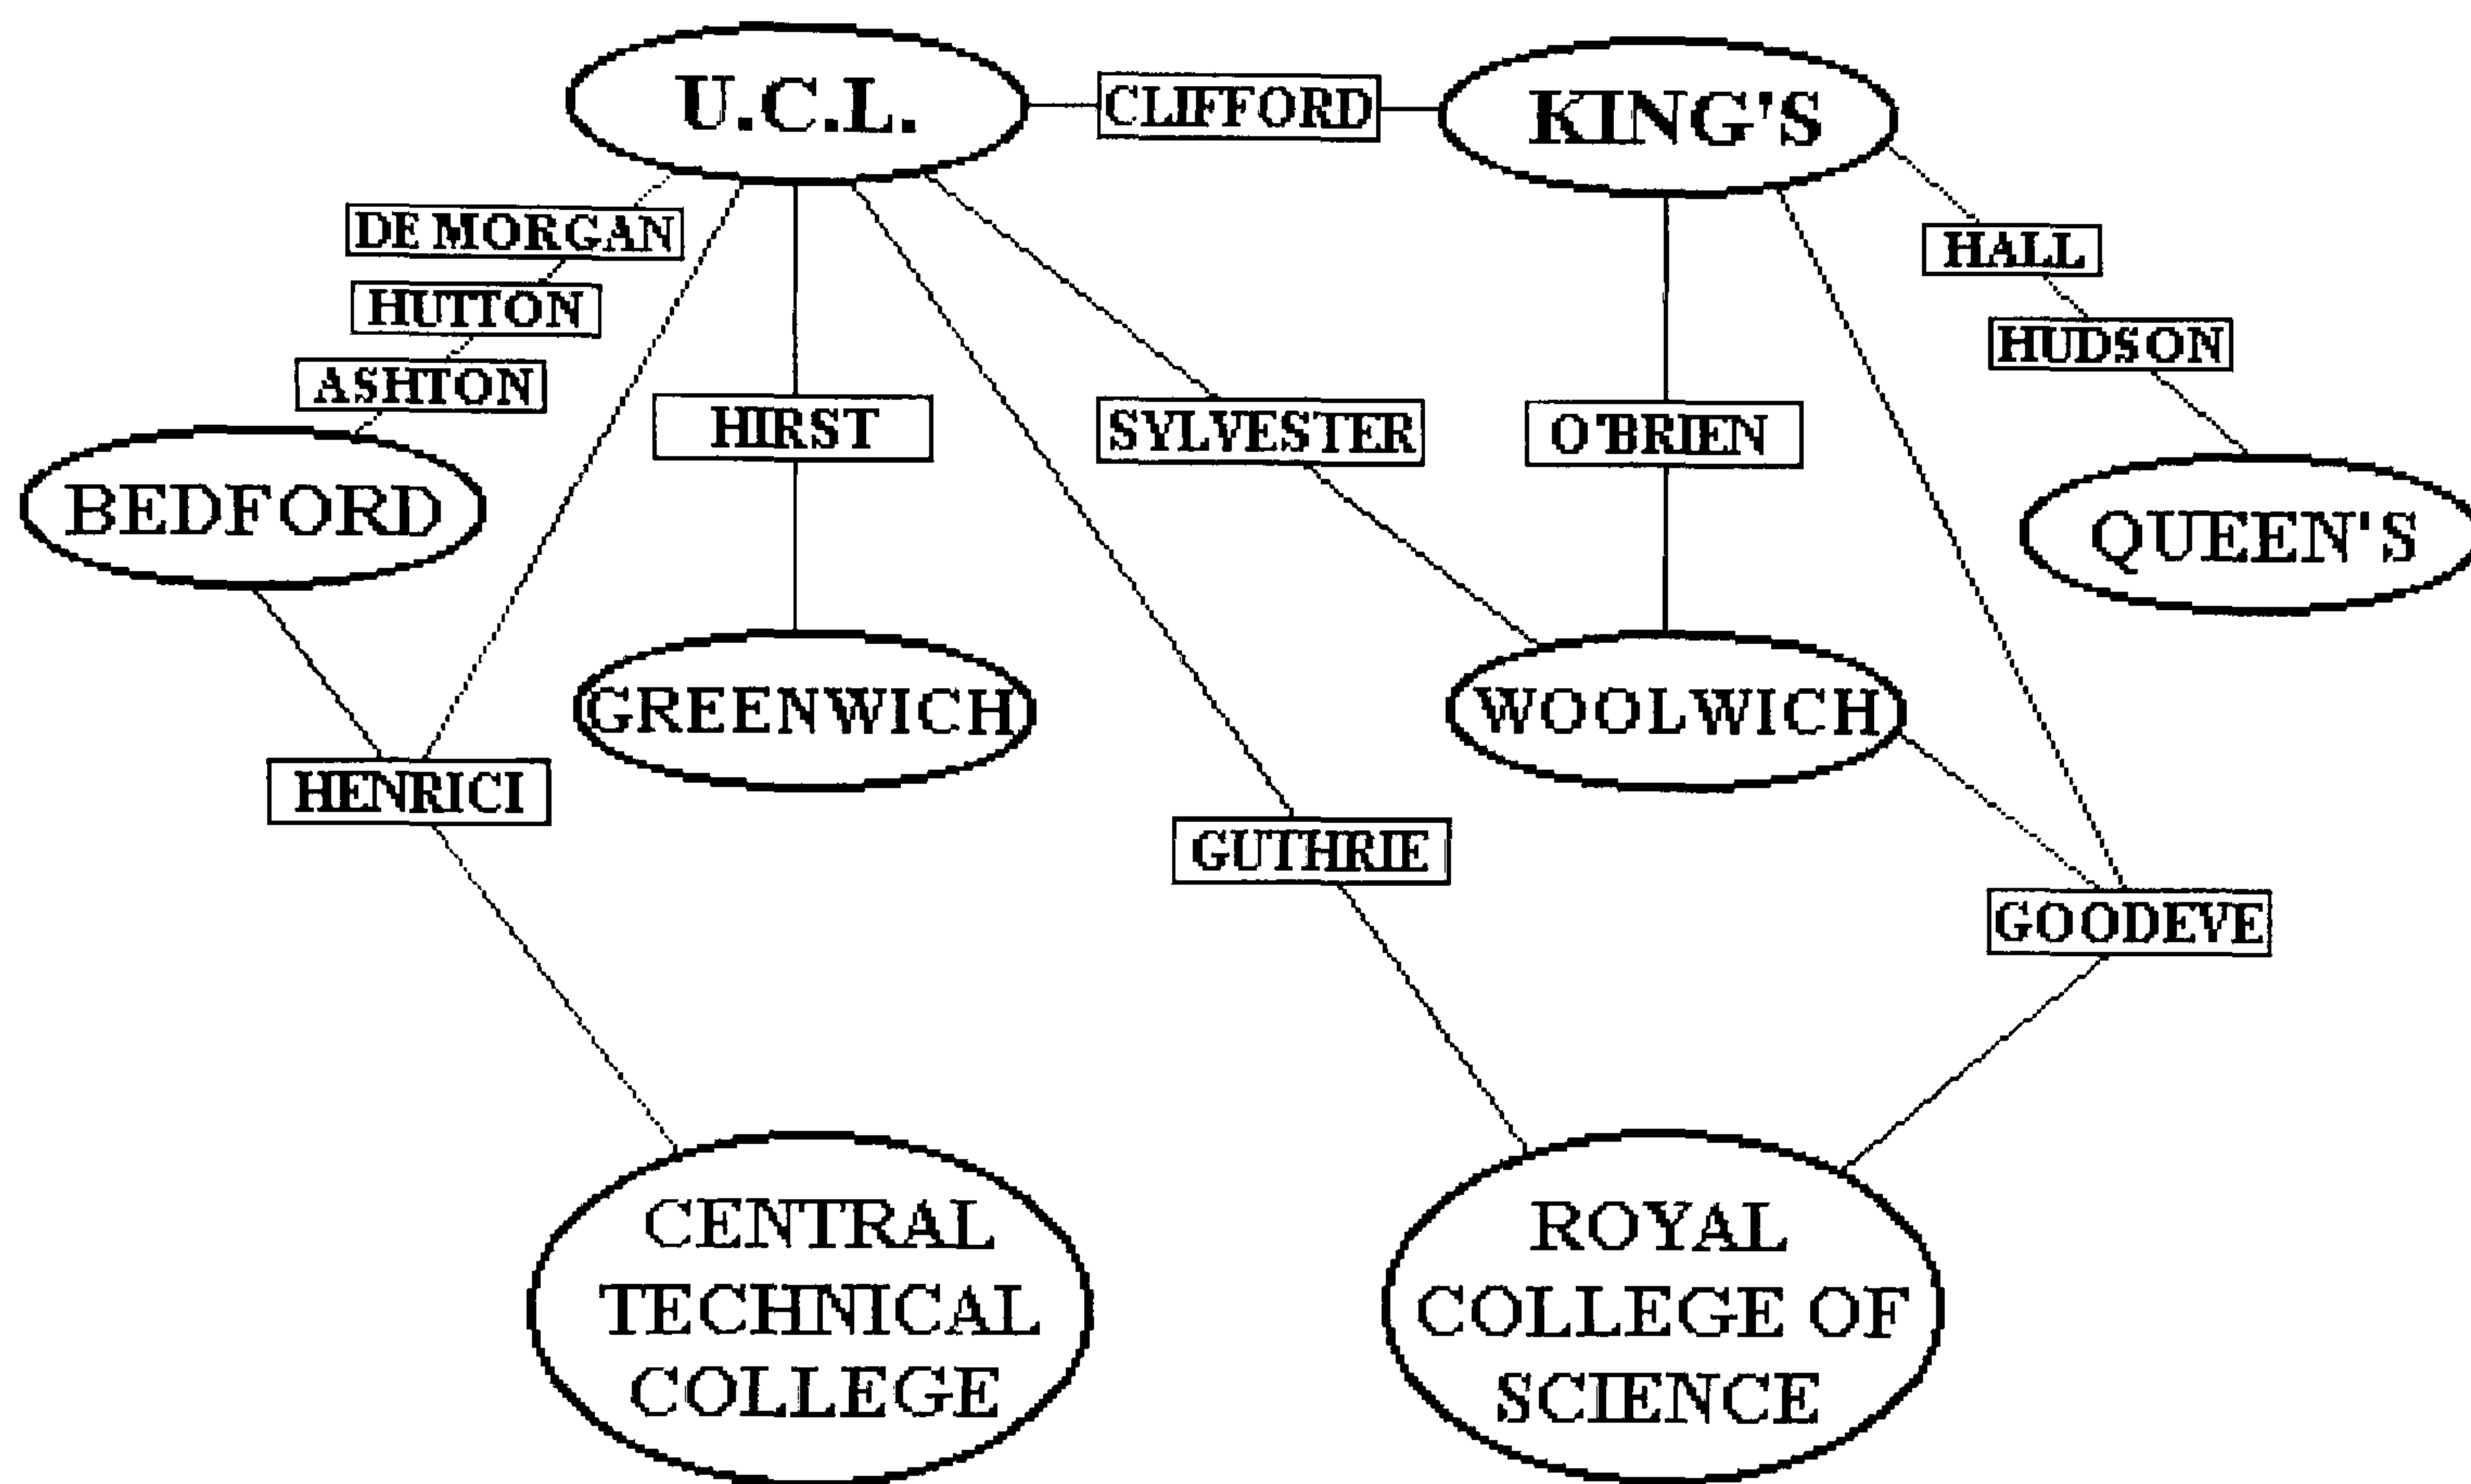 U.C.L.
CLIFFORD
KING'S
DE MORGAN
HALL
HUTTON
HUDSON
ASHTON
HIRST
SYLVESTER
O'BRIEN
BEDFORD
QUEEN'S
GREENWICH
WOOLWICH
HENRICI
GUTHRIE
GOODEVE
CENTRAL
TECHNICAL
COLLEGE
ROYAL
COLLEGE OF
SCIENCE